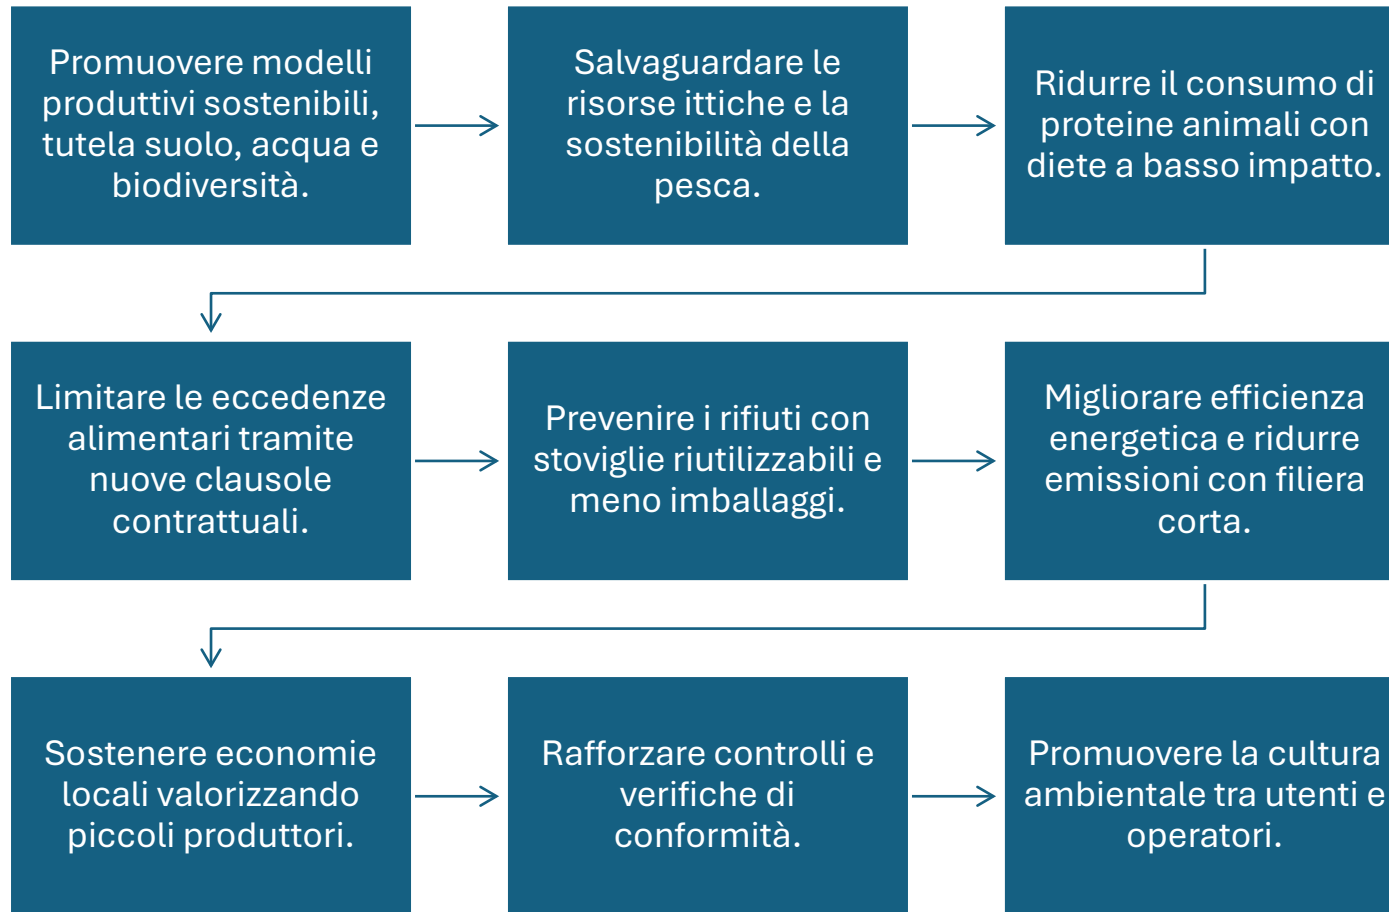 Promuovere modelli
produttivi sostenibili,
tutela suolo, acqua e
biodiversità.
Salvaguardare le
risorse ittiche e la
sostenibilità della
pesca.
Ridurre il consumo di
proteine animali con
diete a basso impatto.
Limitare le eccedenze
alimentari tramite
nuove clausole
contrattuali.
Prevenire i rifiuti con
stoviglie riutilizzabili e
meno imballaggi.
Migliorare efficienza
energetica e ridurre
emissioni con filiera
corta.
Sostenere economie
locali valorizzando
piccoli produttori.
Rafforzare controlli e
verifiche di
conformità.
Promuovere la cultura
ambientale tra utenti e
operatori.